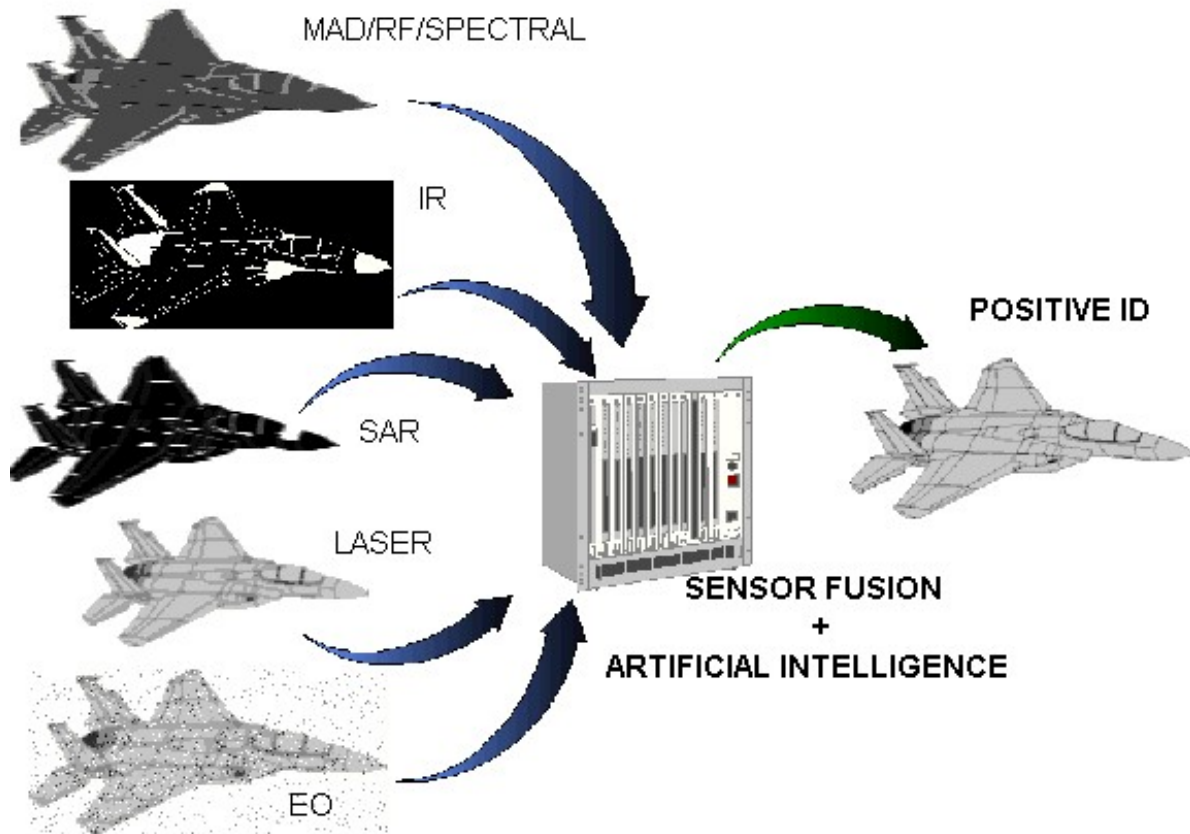 MAD/RF/SPECTRAL
IR
SAR
LASER
EO
POSITIVE ID
SENSOR FUSION
+
ARTIFICIAL INTELLIGENCE